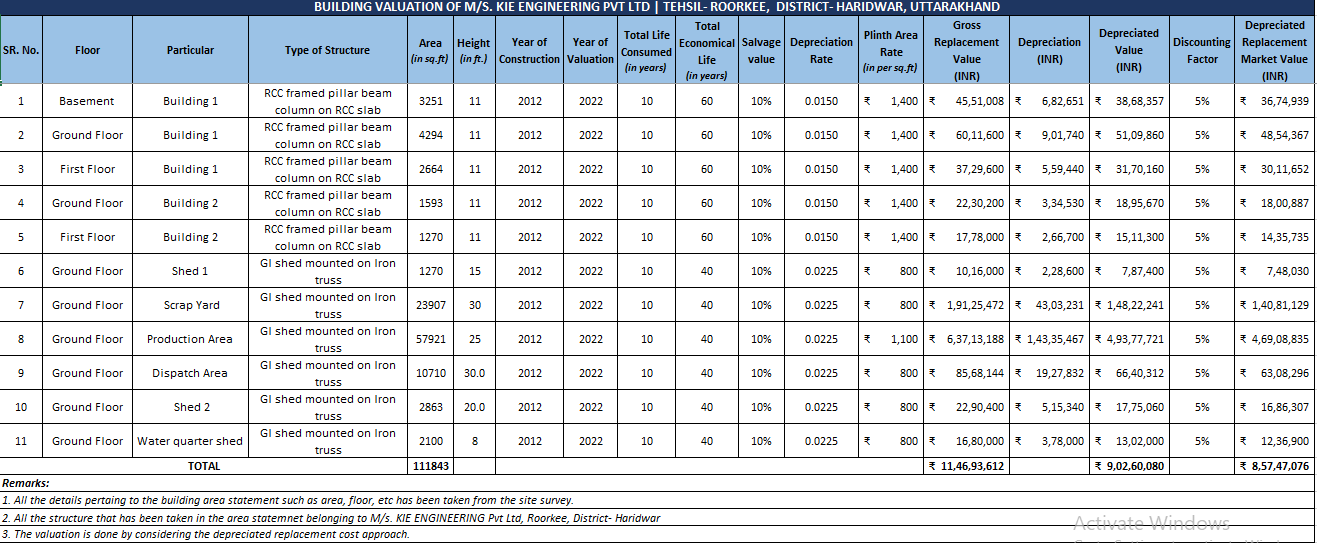 BUILDING VALUATION OF M/S. KIE ENGINEERING PVT LTD | TEHSIL- ROORKEE, DISTRICT- HARIDWAR, UTTARAKHAND
SR. No. Floor Particular Type of Structure Area (in sq.ft) Height (in ft.) Year of Construction Year of Valuation Total Life Consumed (in years) Total Economical Life (in years) Salvage value Depreciation Rate Plinth Area Rate (in per sq.ft) Gross Replacement Value (INR) Depreciation (INR) Depreciated Value (INR) Discounting Factor Depreciated Replacement Market Value (INR)
1 Basement Building 1 RCC framed pillar beam column on RCC slab 3251 11 2012 2022 10 60 10% 0.0150 ₹ 1,400 ₹ 45,51,008 ₹ 6,82,651 ₹ 38,68,357 5% ₹ 36,74,939
2 Ground Floor Building 1 RCC framed pillar beam column on RCC slab 4294 11 2012 2022 10 60 10% 0.0150 ₹ 1,400 ₹ 60,11,600 ₹ 9,01,740 ₹ 51,09,860 5% ₹ 48,54,367
3 First Floor Building 1 RCC framed pillar beam column on RCC slab 2664 11 2012 2022 10 60 10% 0.0150 ₹ 1,400 ₹ 37,29,600 ₹ 5,59,440 ₹ 31,70,160 5% ₹ 30,11,652
4 Ground Floor Building 2 RCC framed pillar beam column on RCC slab 1593 11 2012 2022 10 60 10% 0.0150 ₹ 1,400 ₹ 22,30,200 ₹ 3,34,530 ₹ 18,95,670 5% ₹ 18,00,887
5 First Floor Building 2 RCC framed pillar beam column on RCC slab 1270 11 2012 2022 10 60 10% 0.0150 ₹ 1,400 ₹ 17,78,000 ₹ 2,66,700 ₹ 15,11,300 5% ₹ 14,35,735
6 Ground Floor Shed 1 GI shed mounted on Iron truss 1270 15 2012 2022 10 40 10% 0.0225 ₹ 800 ₹ 10,16,000 ₹ 2,28,600 ₹ 7,87,400 5% ₹ 7,48,030
7 Ground Floor Scrap Yard GI shed mounted on Iron truss 23907 30 2012 2022 10 40 10% 0.0225 ₹ 800 ₹ 1,91,25,472 ₹ 43,03,231 ₹ 1,48,22,241 5% ₹ 1,40,81,129
8 Ground Floor Production Area GI shed mounted on Iron truss 57921 25 2012 2022 10 40 10% 0.0225 ₹ 1,100 ₹ 6,37,13,188 ₹ 1,43,35,467 ₹ 4,93,77,721 5% ₹ 4,69,08,835
9 Ground Floor Dispatch Area GI shed mounted on Iron truss 10710 30.0 2012 2022 10 40 10% 0.0225 ₹ 800 ₹ 85,68,144 ₹ 19,27,832 ₹ 66,40,312 5% ₹ 63,08,296
10 Ground Floor Shed 2 GI shed mounted on Iron truss 2863 20.0 2012 2022 10 40 10% 0.0225 ₹ 800 ₹ 22,90,400 ₹ 5,15,340 ₹ 17,75,060 5% ₹ 16,86,307
11 Ground Floor Water quarter shed GI shed mounted on Iron truss 2100 8 2012 2022 10 40 10% 0.0225 ₹ 800 ₹ 16,80,000 ₹ 3,78,000 ₹ 13,02,000 5% ₹ 12,36,900
TOTAL 111843 ₹ 11,46,93,612 ₹ 9,02,60,080 ₹ 8,57,47,076
Remarks:
1. All the details pertaing to the building area statement such as area, floor, etc has been taken from the site survey.
2. All the structure that has been taken in the area statemnet belonging to M/s. KIE ENGINEERING Pvt Ltd, Roorkee, District- Haridwar
3. The valuation is done by considering the depreciated replacement cost approach.
Activate Windows